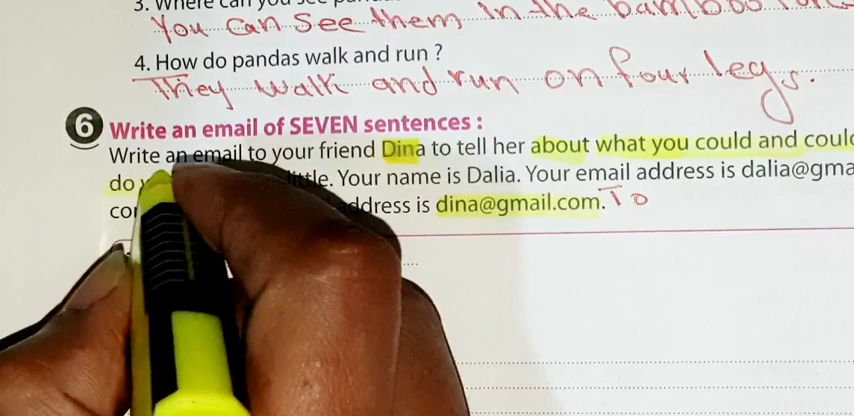 3. Where can you see
You Can See them in the bamboo
4. How do pandas walk and run ?
They walk and run on four legs.
6 Write an email of SEVEN sentences :
Write an email to your friend Dina to tell her about what you could and
do little. Your name is Dalia. Your email address is dalia@gma
address is dina@gmail.com. To